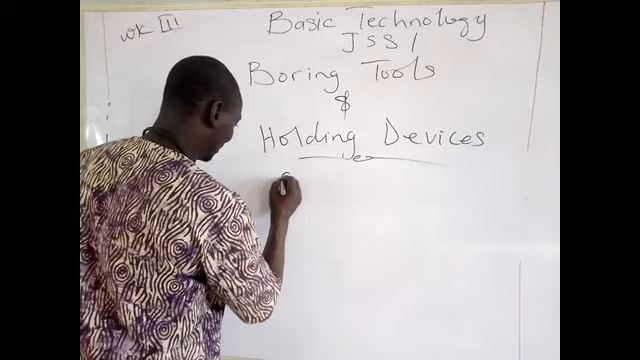 wk III
Basic Technology
JSS 1
Boring Tools
&
Holding Devices